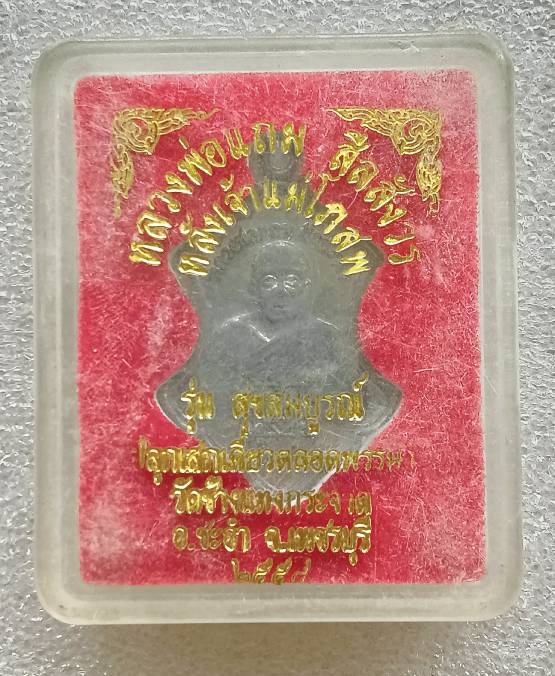 หลวงพ่อแถม สีลสังวร
หลังเจ้าแม่โภสพ
รุ่น สุขสมบูรณ์
ปลุกเสกเดี่ยวตลอดพรรษา
วัดช้างแทงกระจาด
อ.ชะอำ จ.เพชรบุรี